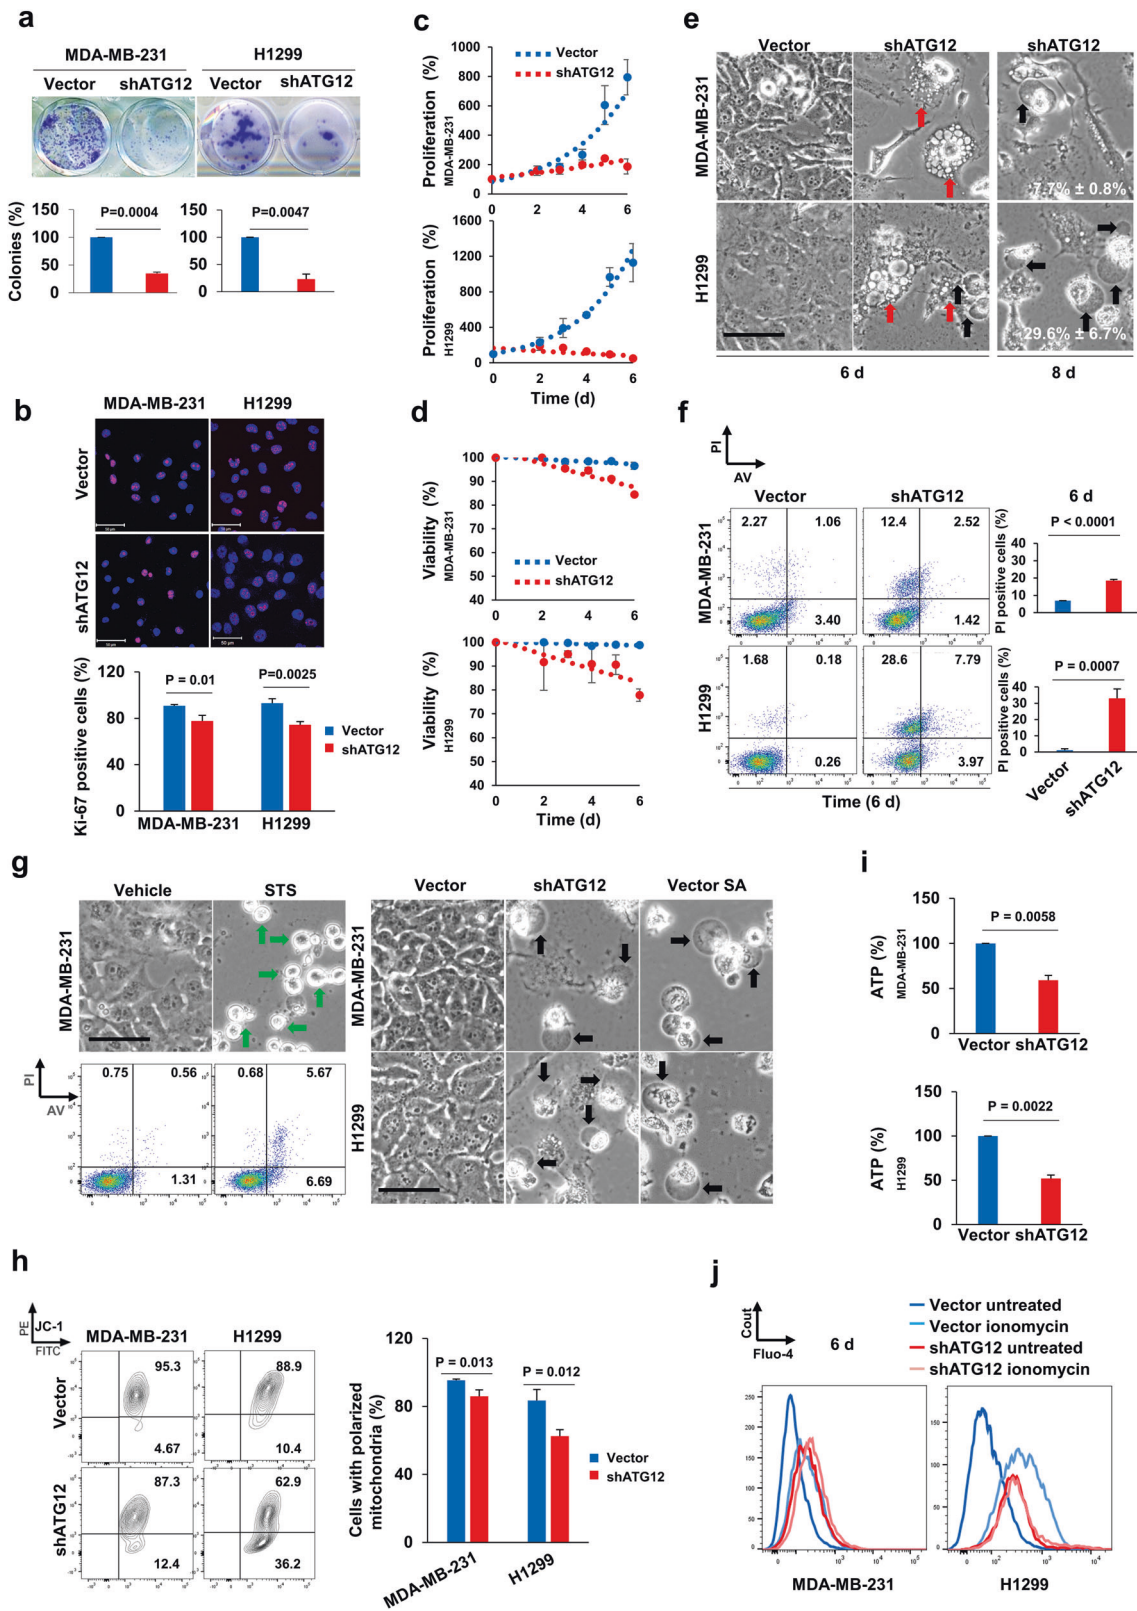 a
MDA-MB-231 H1299
Vector shATG12 Vector shATG12
Colonies (%)
150 100 50 0
P=0.0004
150 100 50 0
P=0.0047
b
MDA-MB-231 H1299
Vector
shATG12
50 µm
Ki-67 positive cells (%)
120 80 40 0
P = 0.01 P=0.0025
Vector
shATG12
MDA-MB-231 H1299
c
Proliferation (%)
MDA-MB-231
1000 800 600 400 200 0
Vector
shATG12
0 2 4 6
Proliferation (%)
H1299
1600 1200 800 400 0
0 2 4 6
Time (d)
d
Viability (%)
MDA-MB-231
100 90 80 70 60 50 40
Vector
shATG12
Viability (%)
H1299
100 90 80 70 60 50 40
0 2 4 6
Time (d)
e
Vector shATG12 shATG12
MDA-MB-231
7.7% ± 0.8%
H1299
29.6% ± 6.7%
6 d 8 d
f
PI
AV
Vector shATG12 6 d
MDA-MB-231
2.27 1.06
3.40
12.4 2.52
1.42
P < 0.0001
PI positive cells (%)
40 30 20 10 0
H1299
1.68 0.18
0.26
28.6 7.79
3.97
P = 0.0007
PI positive cells (%)
40 30 20 10 0
Vector shATG12
Time (6 d)
g
Vehicle STS
MDA-MB-231
PI
AV
0.75 0.56
1.31
0.68 5.67
6.69
Vector shATG12 Vector SA
MDA-MB-231
H1299
h
PE
JC-1
FITC
MDA-MB-231 H1299
Vector
95.3
4.67
88.9
10.4
shATG12
87.3
12.4
62.9
36.2
Cells with polarized
mitochondria (%)
120 80 40 0
P = 0.013 P = 0.012
Vector
shATG12
MDA-MB-231 H1299
i
ATP (%)
MDA-MB-231
150 100 50 0
P = 0.0058
Vector shATG12
ATP (%)
H1299
150 100 50 0
P = 0.0022
Vector shATG12
j
Cout
Fluo-4
6 d
Vector untreated
Vector ionomycin
shATG12 untreated
shATG12 ionomycin
250 200 150 100 50 0
200 150 100 50 0
MDA-MB-231 H1299